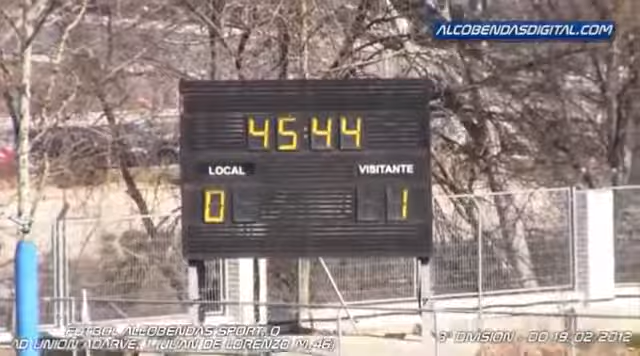 ALCOBENDASDIGITAL.COM
45:44
LOCAL VISITANTE
0 1
FUTBOL ALCOBENDAS SPORT, 0
AD UNION ADARVE, 1 (JULIAN DE LORENZO M,46)
3ª DIVISION - DO 19.02.2012